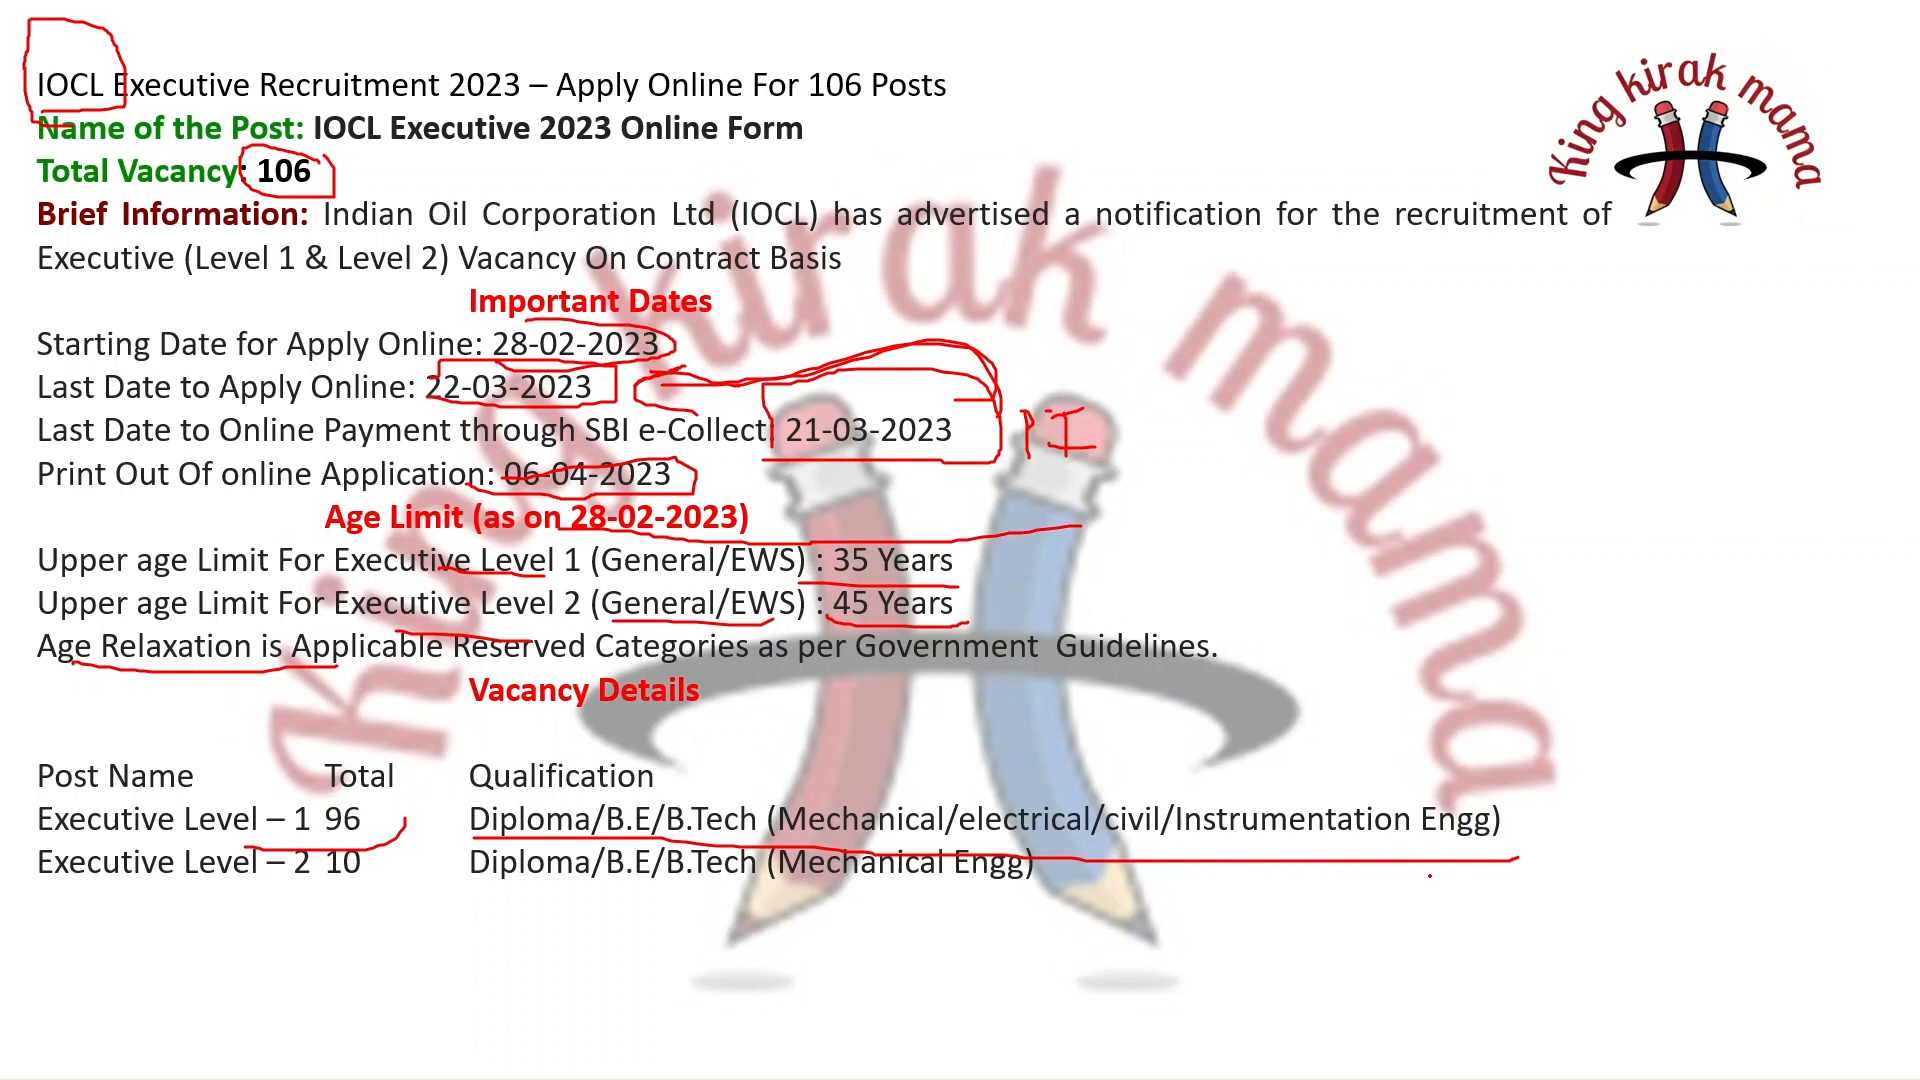 IOCL Executive Recruitment 2023 – Apply Online For 106 Posts
Name of the Post: IOCL Executive 2023 Online Form
Total Vacancy: 106
Brief Information: Indian Oil Corporation Ltd (IOCL) has advertised a notification for the recruitment of
Executive (Level 1 & Level 2) Vacancy On Contract Basis
Important Dates
Starting Date for Apply Online: 28-02-2023
Last Date to Apply Online: 22-03-2023
Last Date to Online Payment through SBI e-Collect: 21-03-2023
Print Out Of online Application: 06-04-2023
Age Limit (as on 28-02-2023)
Upper age Limit For Executive Level 1 (General/EWS) : 35 Years
Upper age Limit For Executive Level 2 (General/EWS) : 45 Years
Age Relaxation is Applicable Reserved Categories as per Government Guidelines.
Vacancy Details
Post Name Total Qualification
Executive Level – 1 96 Diploma/B.E/B.Tech (Mechanical/electrical/civil/Instrumentation Engg)
Executive Level – 2 10 Diploma/B.E/B.Tech (Mechanical Engg)
King kirak mama
King kirak mama